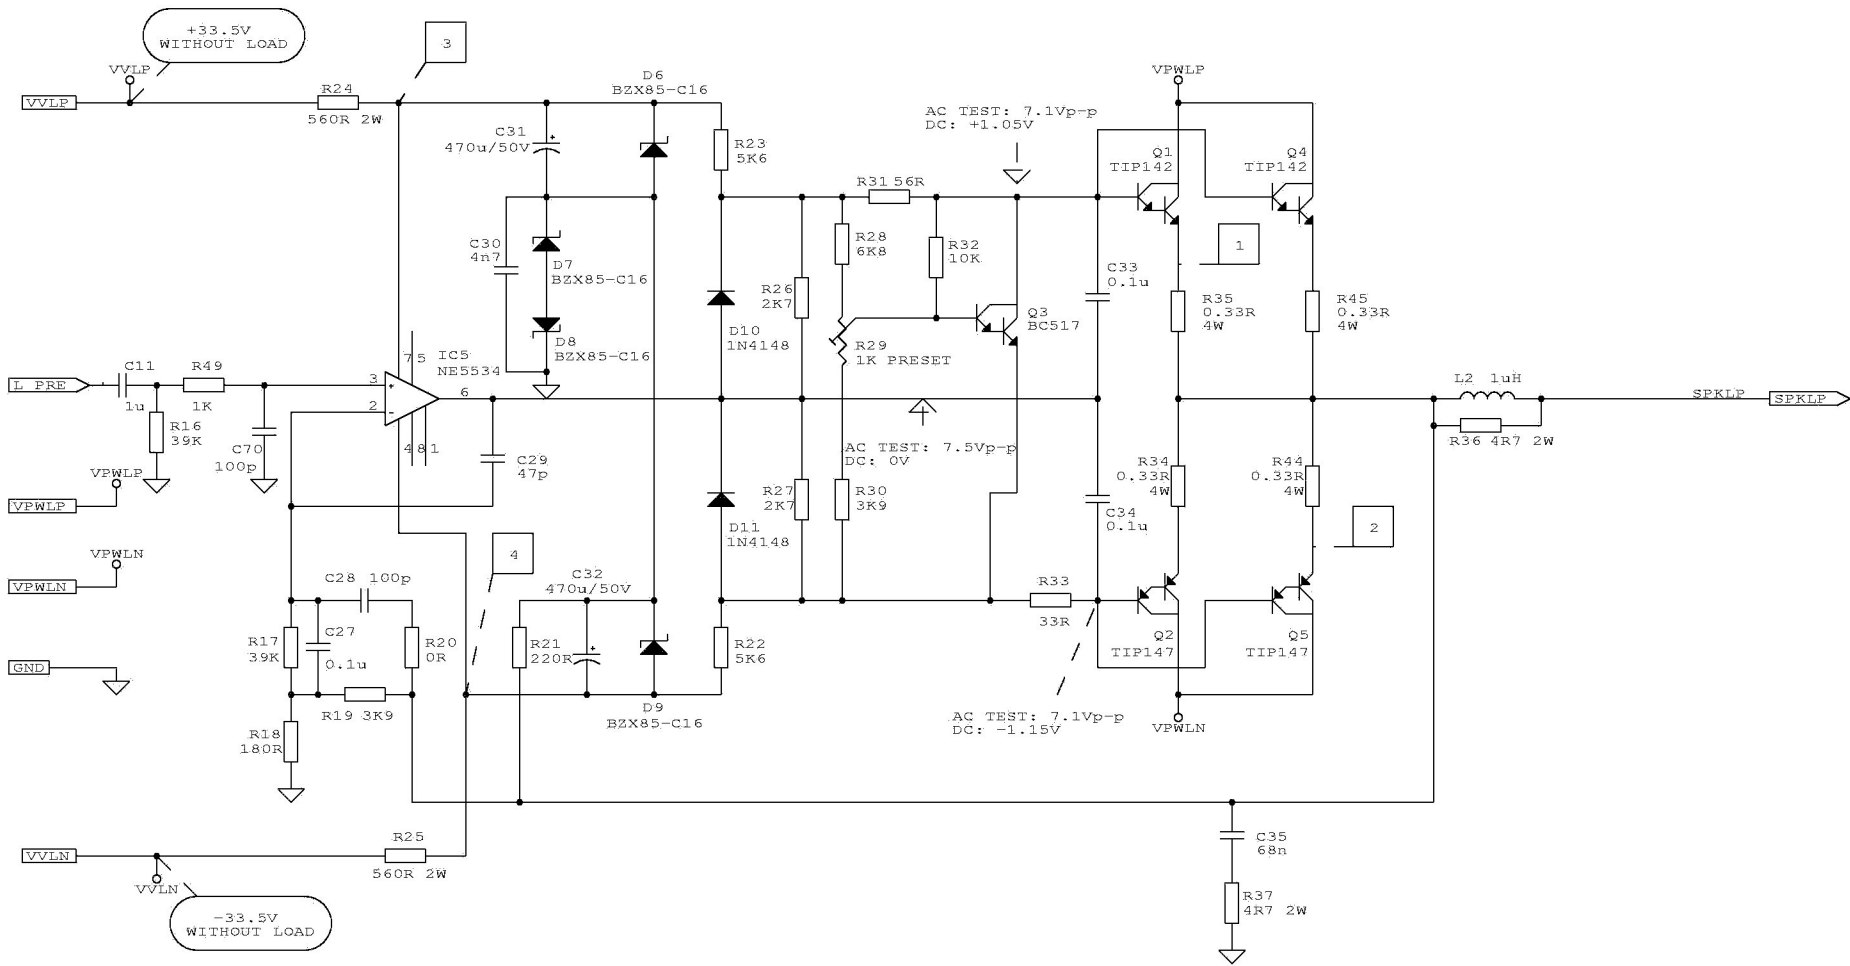 +33.5V
WITHOUT LOAD
3
VVLP
VVLP
R24
560R 2W
D6
BZX85-C16
VPWLP
AC TEST: 7.1Vp-p
DC: +1.05V
C31
470u/50V
+
R23
5K6
Q1
TIP142
Q4
TIP142
R31 56R
C30
4n7
D7
BZX85-C16
R28
6K8
R32
10K
1
C33
0.1u
R26
2K7
R35
0.33R
4W
R45
0.33R
4W
D10
1N4148
Q3
BC517
D8
BZX85-C16
R29
1K PRESET
7 5
IC5
NE5534
L PRE
C11
1u
R49
1K
3
+
2
-
6
L2 1uH
SPKLP
SPKLP
R16
39K
C70
100p
4 8 1
C29
47p
AC TEST: 7.5Vp-p
DC: 0V
R36 4R7 2W
VPWLP
VPWLP
R27
2K7
R30
3K9
R34
0.33R
4W
R44
0.33R
4W
C34
0.1u
2
D11
1N4148
VPWLN
VPWLN
4
C28 100p
C32
470u/50V
+
R33
33R
R17
39K
C27
0.1u
R20
0R
R21
220R
R22
5K6
Q2
TIP147
Q5
TIP147
GND
R19 3K9
D9
BZX85-C16
AC TEST: 7.1Vp-p
DC: -1.15V
VPWLN
R18
180R
R25
560R 2W
VVLN
VVLN
C35
68n
R37
4R7 2W
-33.5V
WITHOUT LOAD